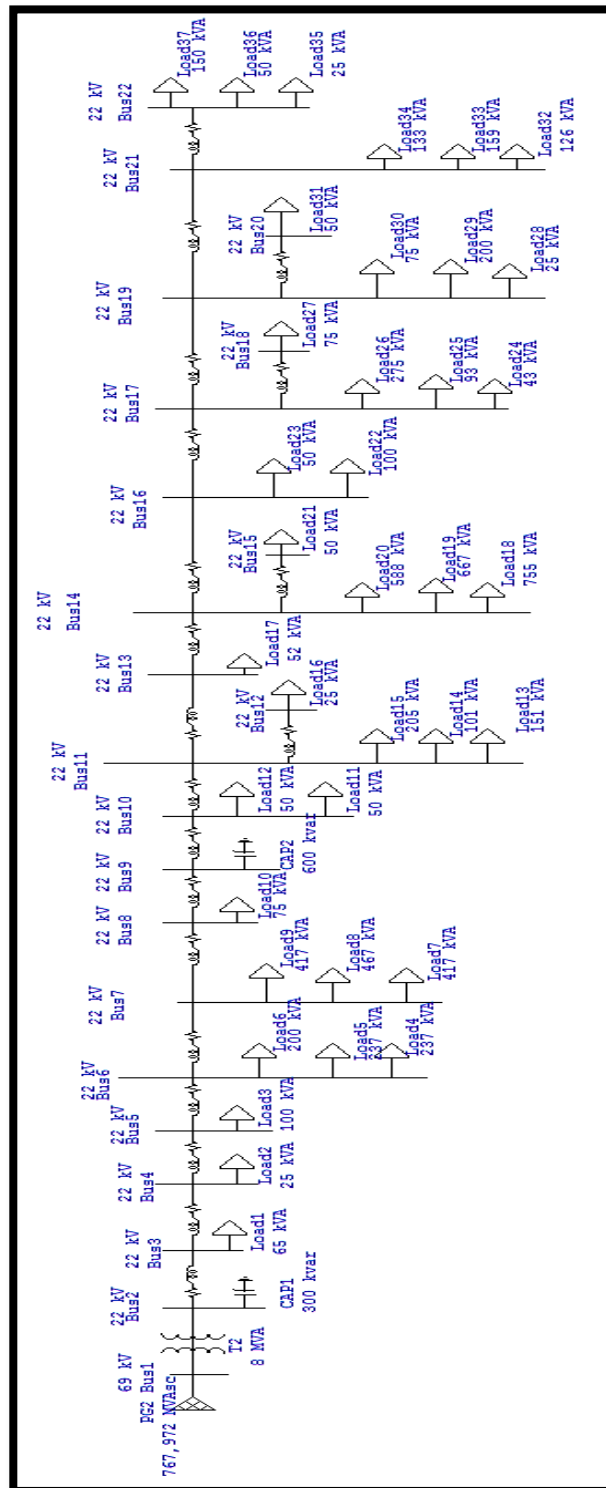 767,972 MVAsc
PG2 Bus1
69 kV
T2
8 MVA
22 kV
Bus2
CAP1
300 kvar
22 kV
Bus3
Load1
65 kVA
22 kV
Bus4
Load2
25 kVA
22 kV
Bus5
Load3
100 kVA
22 kV
Bus6
Load6
200 kVA
Load5
237 kVA
Load4
237 kVA
22 kV
Bus7
Load9
417 kVA
Load8
467 kVA
Load7
417 kVA
22 kV
Bus8
Load10
75 kVA
22 kV
Bus9
CAP2
600 kvar
22 kV
Bus10
Load12
50 kVA
Load11
50 kVA
22 kV
Bus11
22 kV
Bus12
Load16
25 kVA
Load15
205 kVA
Load14
101 kVA
Load13
151 kVA
22 kV
Bus13
Load17
52 kVA
22 kV
Bus14
22 kV
Bus15
Load21
50 kVA
Load20
588 kVA
Load19
667 kVA
Load18
755 kVA
22 kV
Bus16
Load23
50 kVA
Load22
100 kVA
22 kV
Bus17
22 kV
Bus18
Load27
75 kVA
Load26
275 kVA
Load25
93 kVA
Load24
43 kVA
22 kV
Bus19
22 kV
Bus20
Load31
50 kVA
Load30
75 kVA
Load29
200 kVA
Load28
25 kVA
22 kV
Bus21
Load34
133 kVA
Load33
159 kVA
Load32
126 kVA
22 kV
Bus22
Load37
150 kVA
Load36
50 kVA
Load35
25 kVA